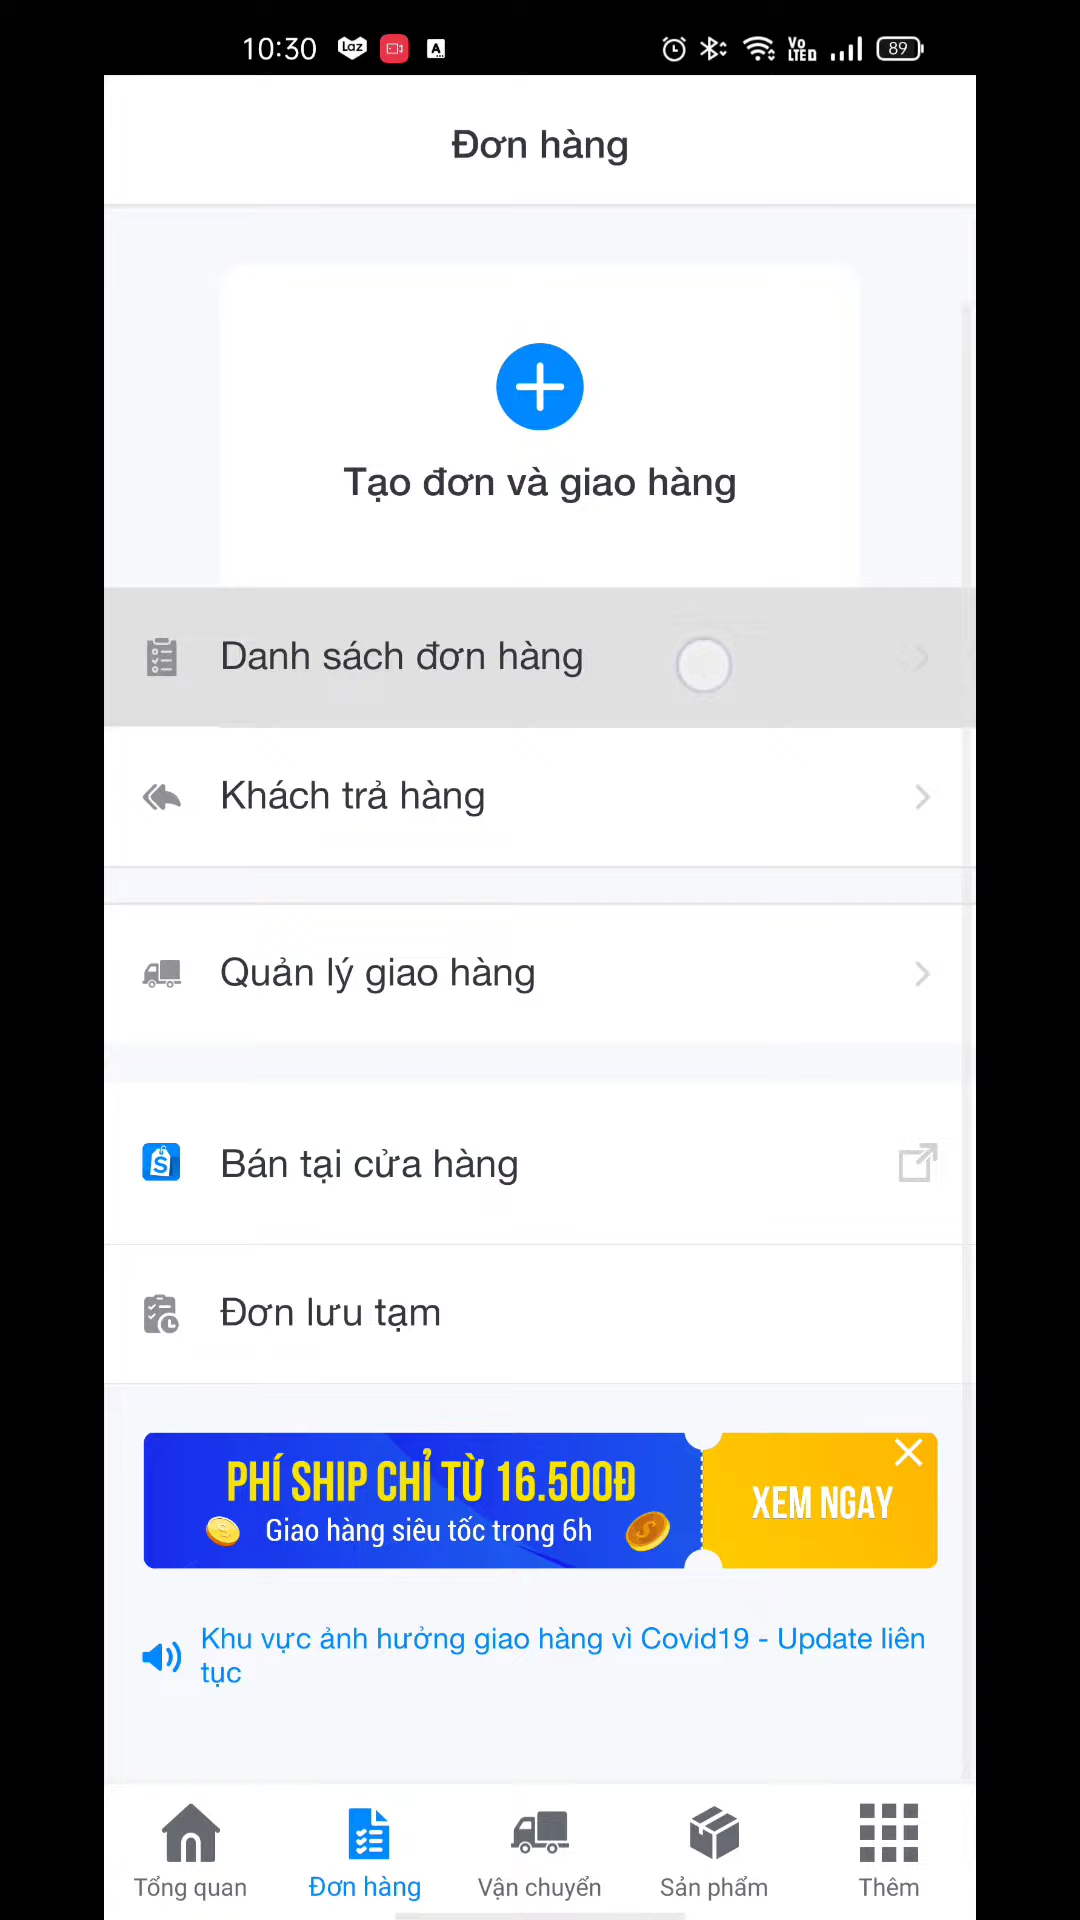 10:30
Laz
A
Vo
LTED
89
Đơn hàng
Tạo đơn và giao hàng
Danh sách đơn hàng
Khách trả hàng
Quản lý giao hàng
S
Bán tại cửa hàng
Đơn lưu tạm
PHÍ SHIP CHỈ TỪ 16.500Đ
Giao hàng siêu tốc trong 6h
XEM NGAY
Khu vực ảnh hưởng giao hàng vì Covid19 - Update liên
tục
Tổng quan
Đơn hàng
Vận chuyển
Sản phẩm
Thêm